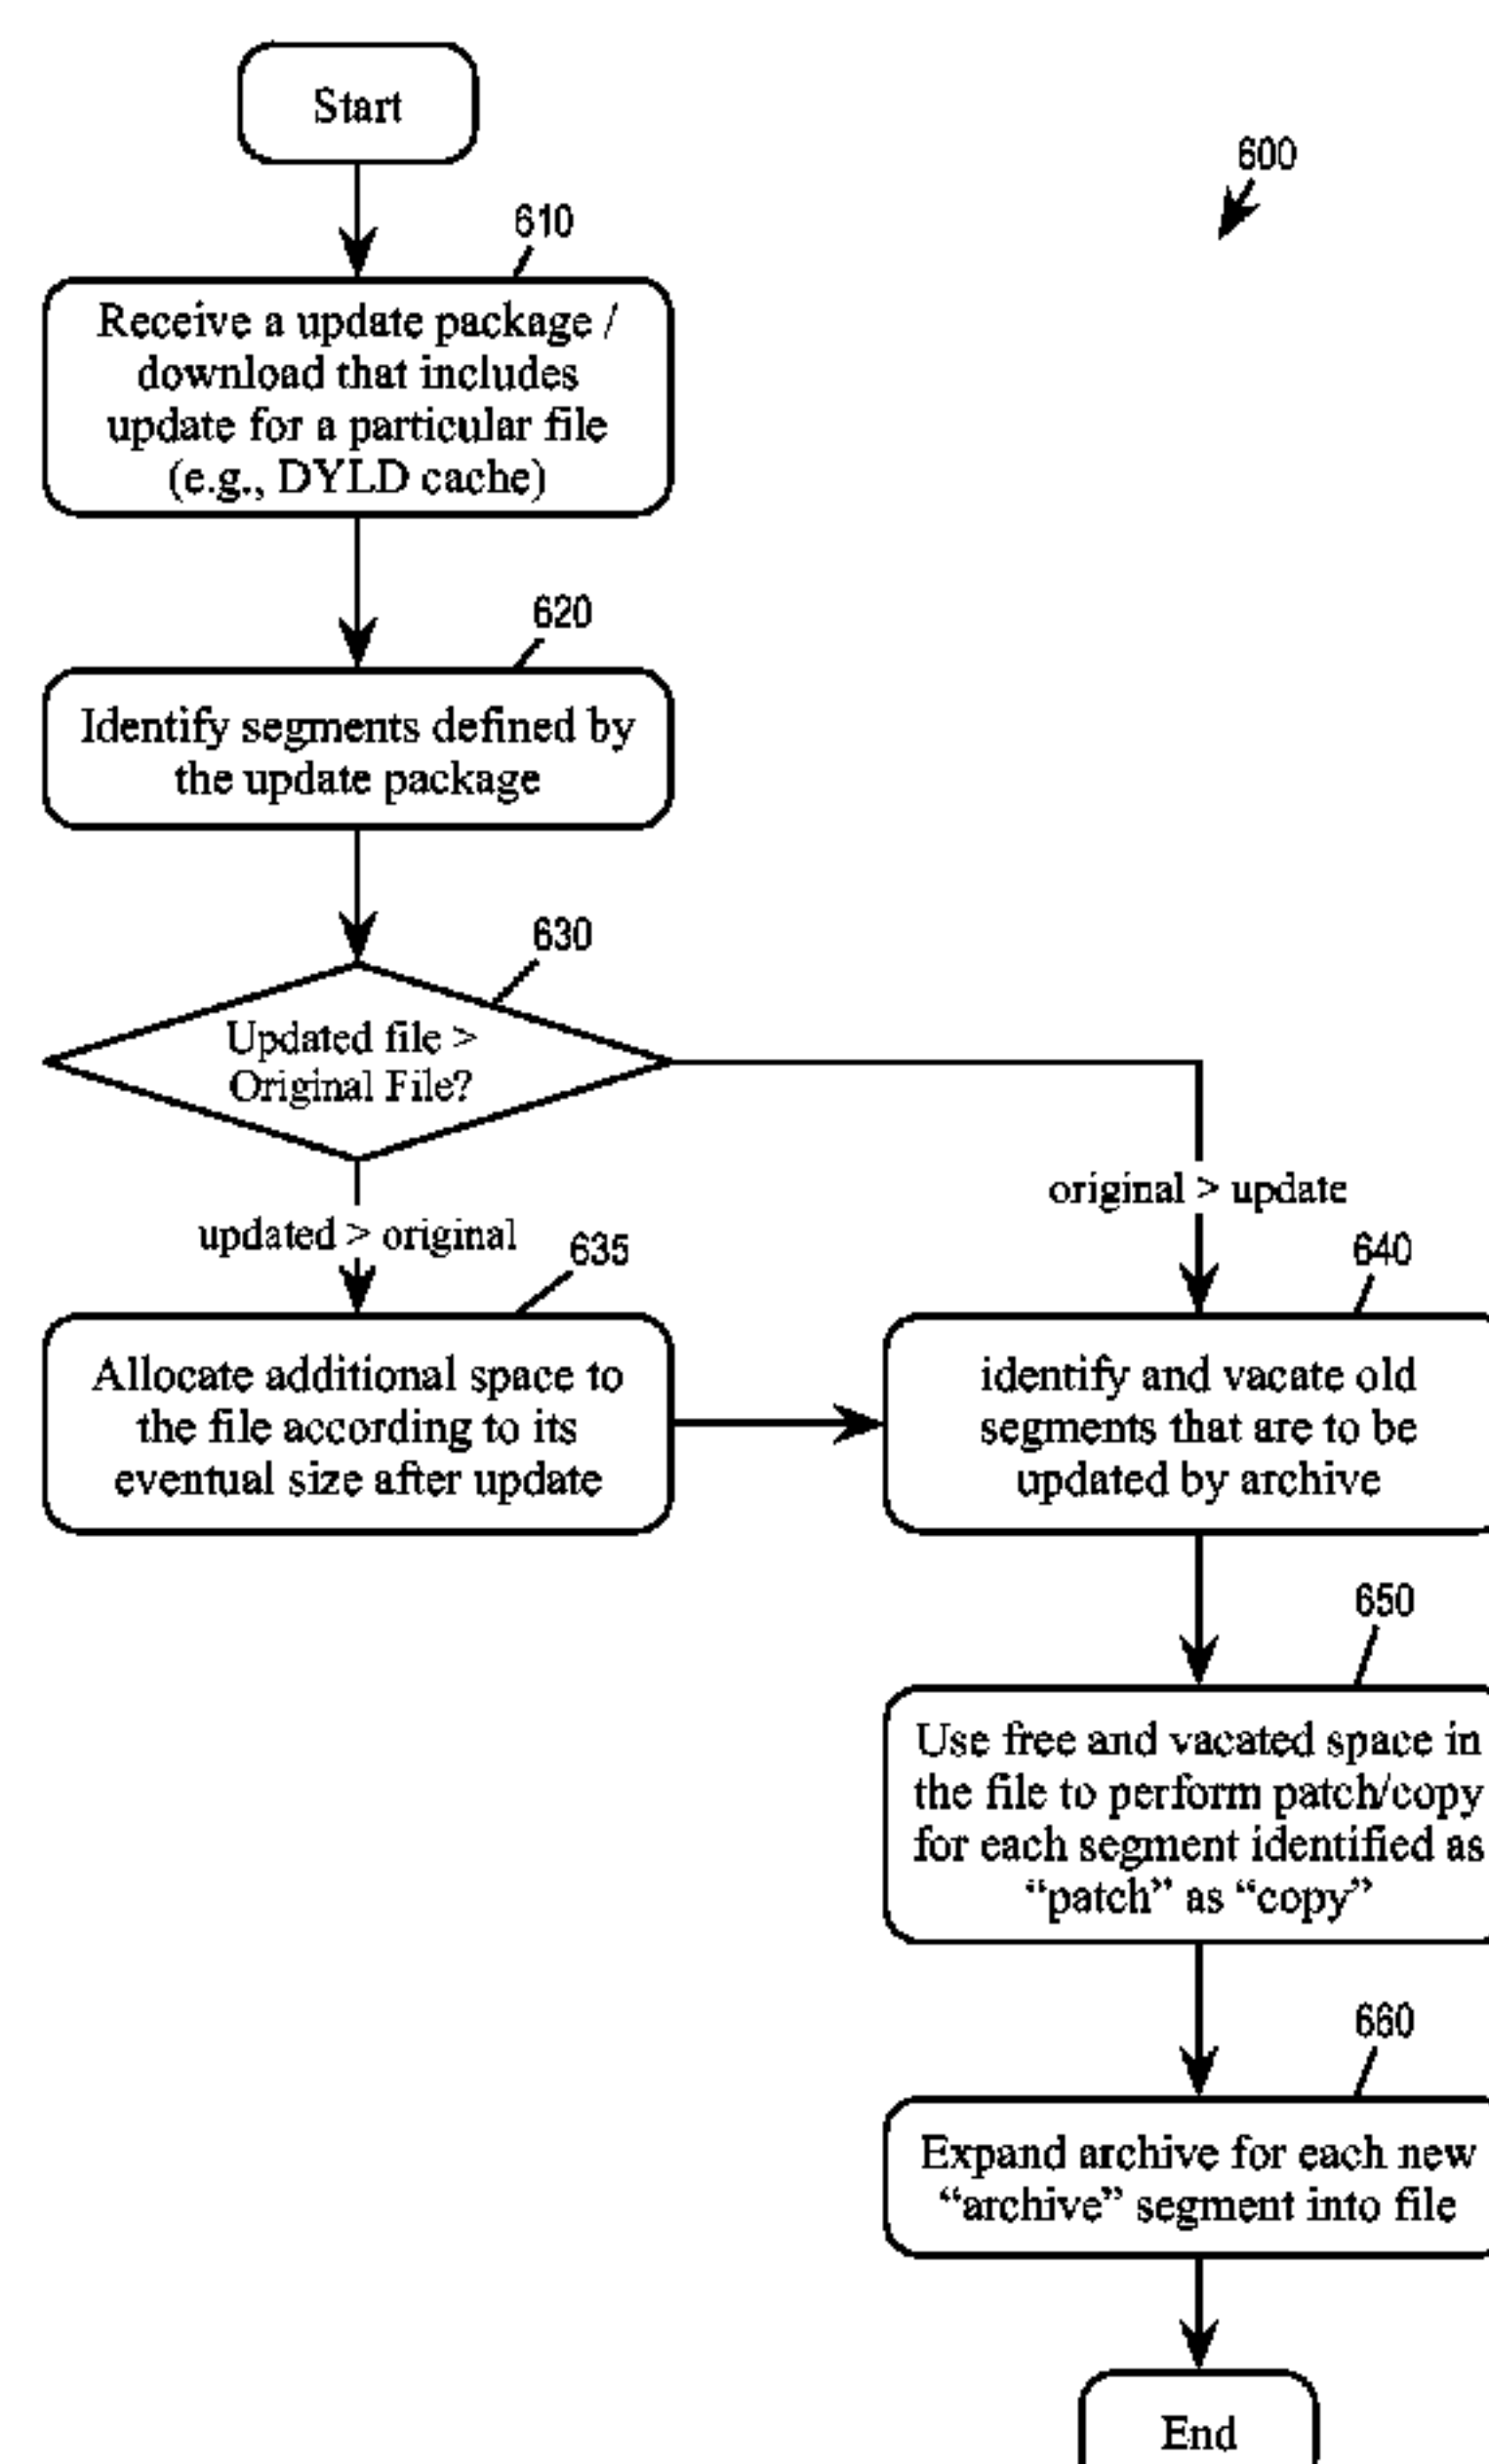 Start
600
610
Receive a update package /
download that includes
update for a particular file
(e.g., DYLD cache)
620
Identify segments defined by
the update package
630
Updated file >
Original File?
updated > original
original > update
635
Allocate additional space to
the file according to its
eventual size after update
640
identify and vacate old
segments that are to be
updated by archive
650
Use free and vacated space in
the file to perform patch/copy
for each segment identified as
“patch” as “copy”
660
Expand archive for each new
“archive” segment into file
End